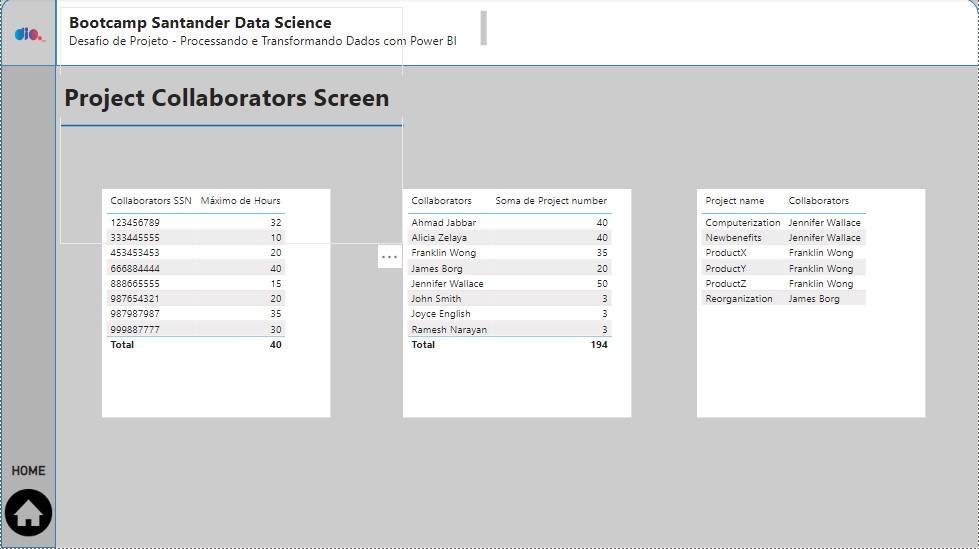 dio.
Bootcamp Santander Data Science
Desafio de Projeto - Processando e Transformando Dados com Power BI
Project Collaborators Screen
Collaborators SSN Máximo de Hours
123456789 32
333445555 10
453453453 20
666884444 40
888665555 15
987654321 20
987987987 35
999887777 30
Total 40
Collaborators Soma de Project number
Ahmad Jabbar 40
Alicia Zelaya 40
Franklin Wong 35
James Borg 20
Jennifer Wallace 50
John Smith 3
Joyce English 3
Ramesh Narayan 3
Total 194
Project name Collaborators
Computerization Jennifer Wallace
Newbenefits Jennifer Wallace
ProductX Franklin Wong
ProductY Franklin Wong
ProductZ Franklin Wong
Reorganization James Borg
HOME